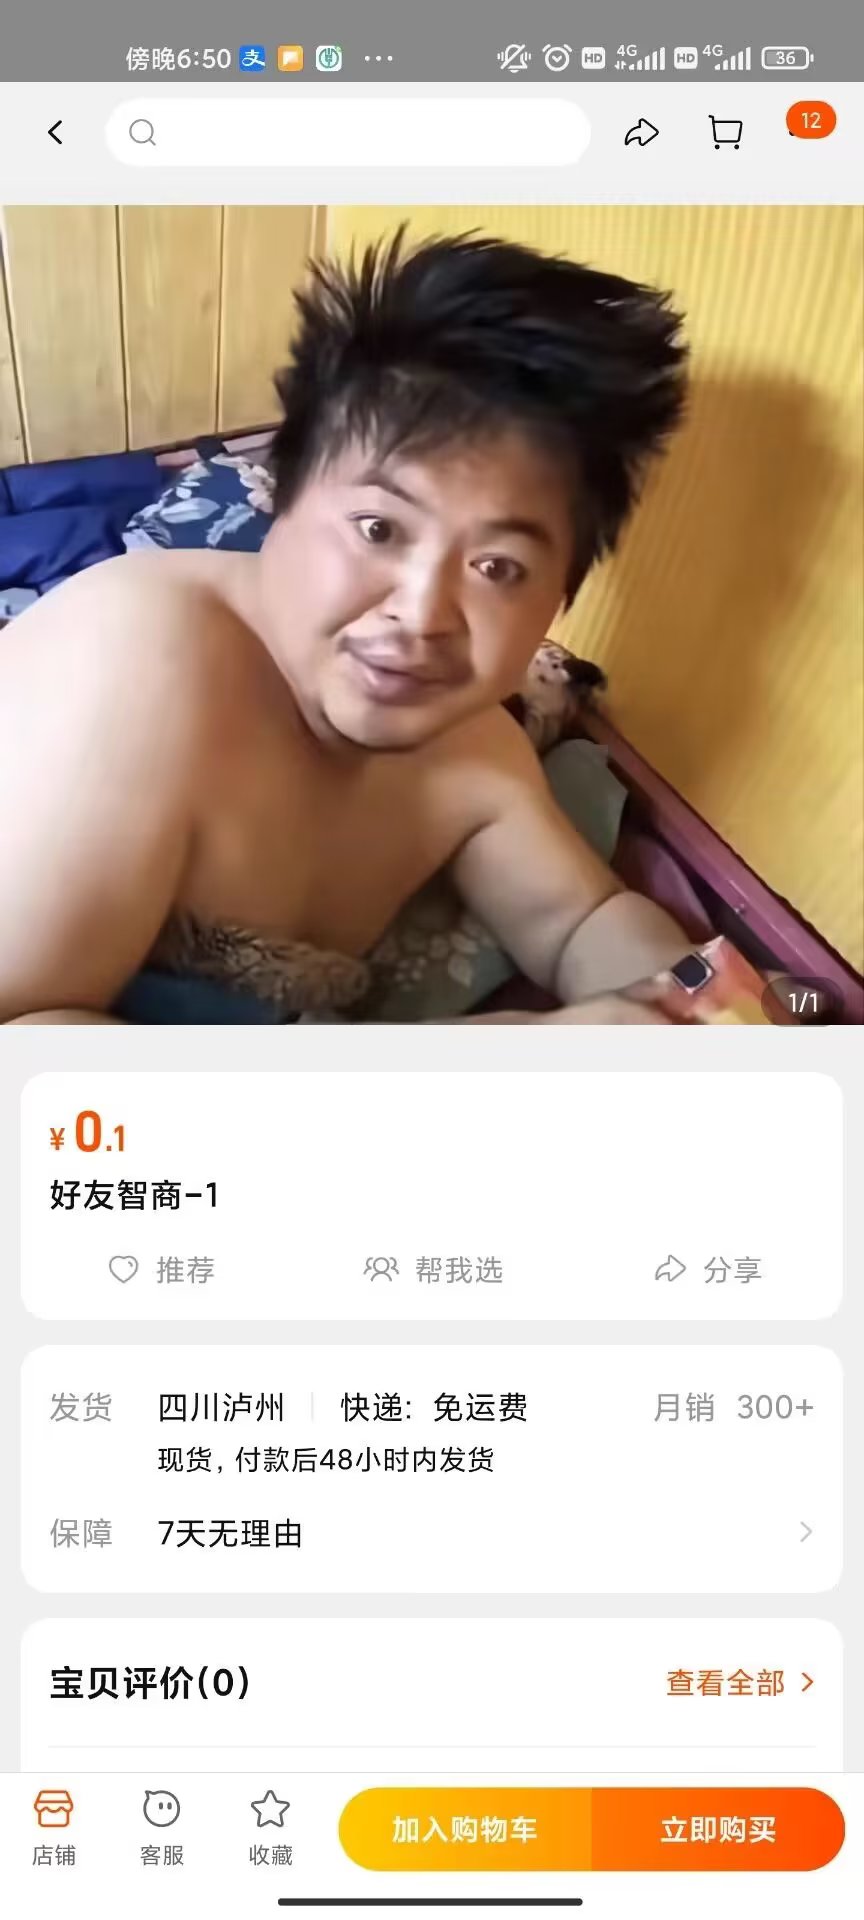 傍晚6:50 支 ... HD 4G HD 4G 36
12
1/1
¥0.1
好友智商-1
推荐 帮我选 分享
发货 四川泸州 快递: 免运费 月销 300+
现货, 付款后48小时内发货
保障 7天无理由
宝贝评价(0) 查看全部
店铺 客服 收藏 加入购物车 立即购买